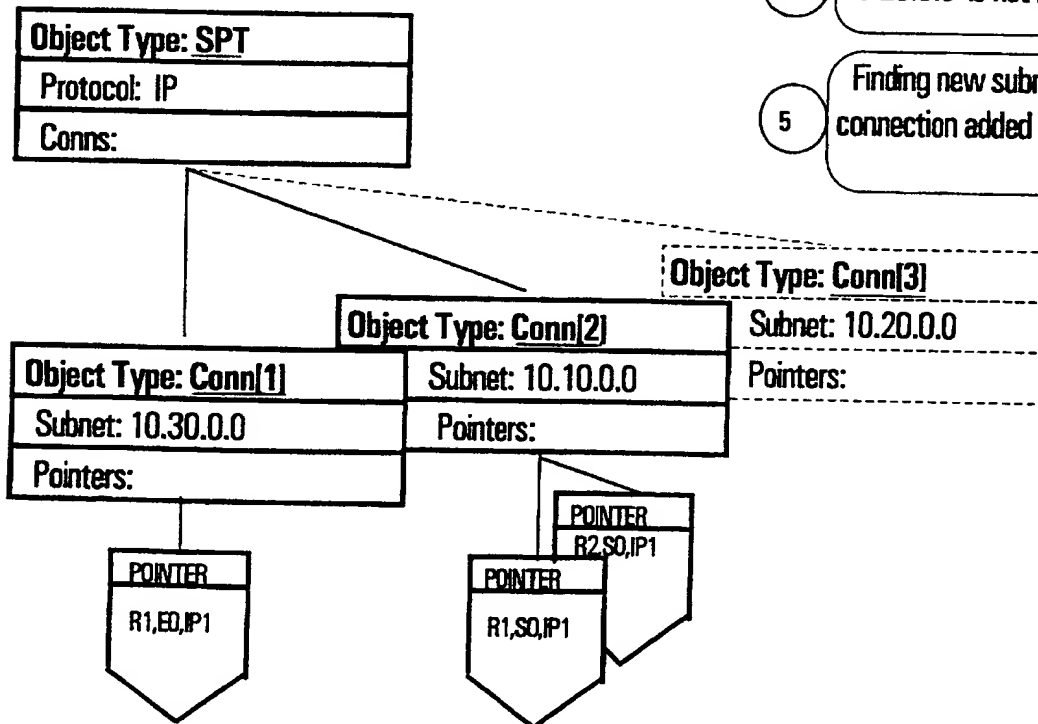 is not
Object Type: SPT
Protocol: IP
Conns:
5
Finding new
connection added
Object Type: Conn[3]
Subnet: 10.20.0.0
Pointers:
Object Type: Conn[2]
Subnet: 10.10.0.0
Pointers:
Object Type: Conn[1]
Subnet: 10.30.0.0
Pointers:
POINTER
R2,S0,IP1
POINTER
R1,E0,IP1
POINTER
R1,S0,IP1